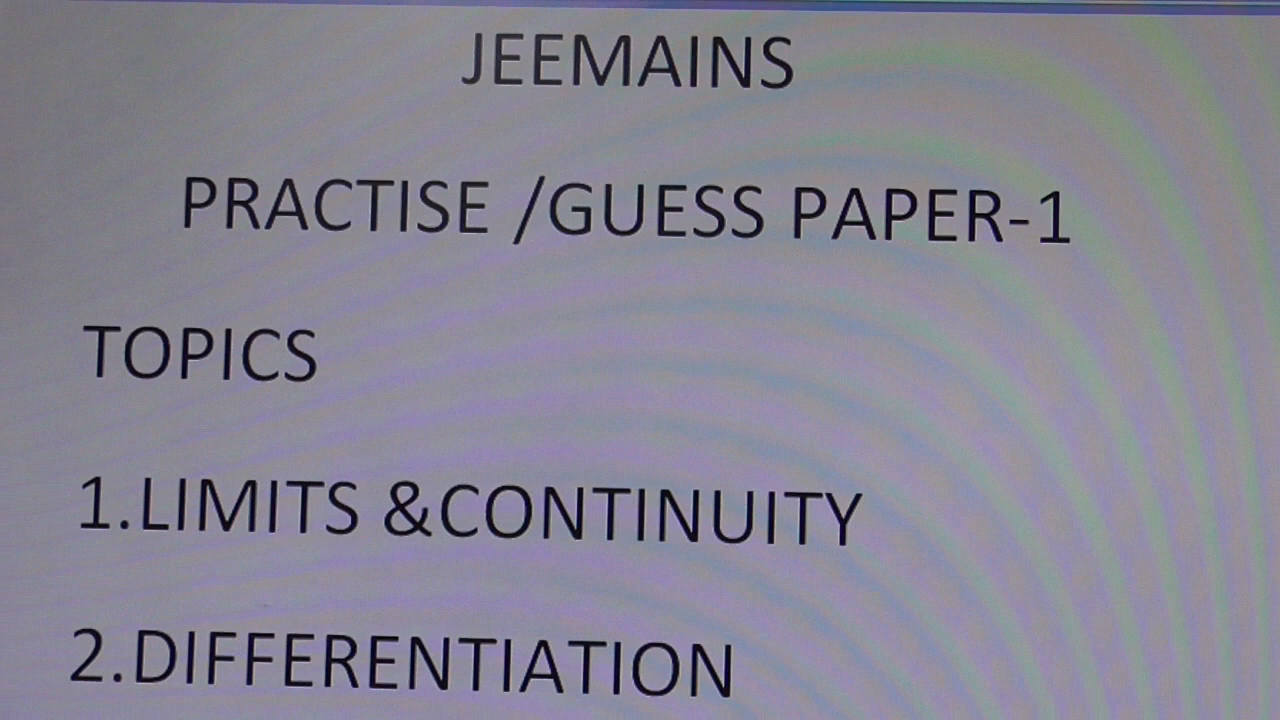 JEEMAINS
PRACTISE /GUESS PAPER-1
TOPICS
1.LIMITS &CONTINUITY
2.DIFFERENTIATION